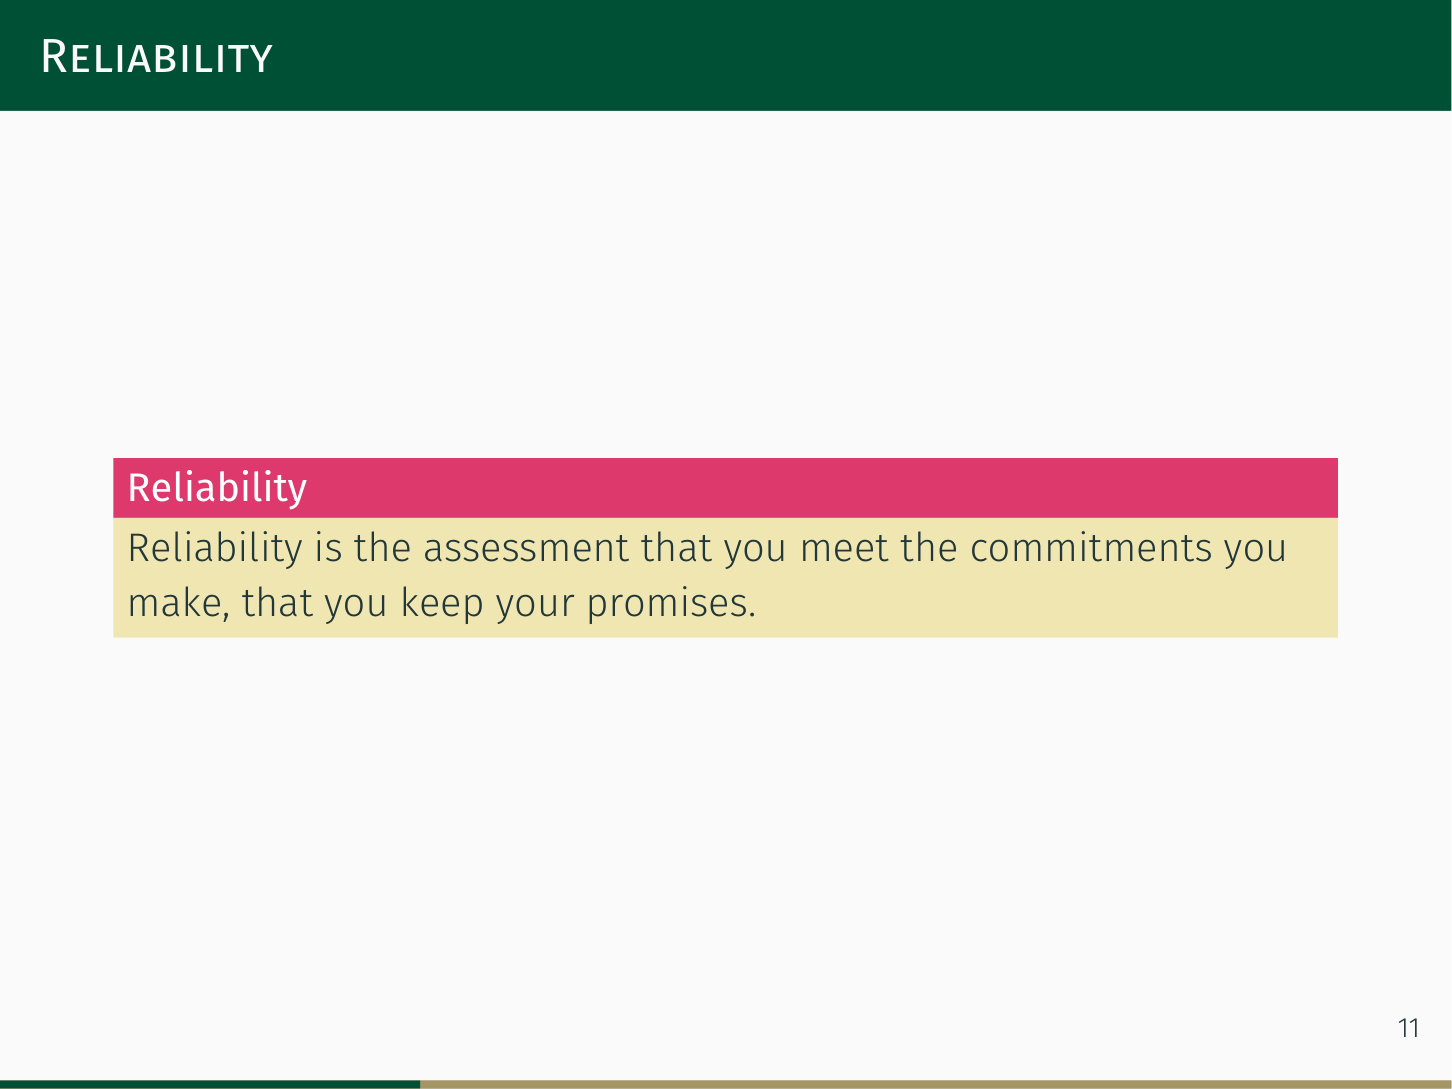 Reliability
Reliability
Reliability is the assessment that you meet the commitments you
make, that you keep your promises.
11